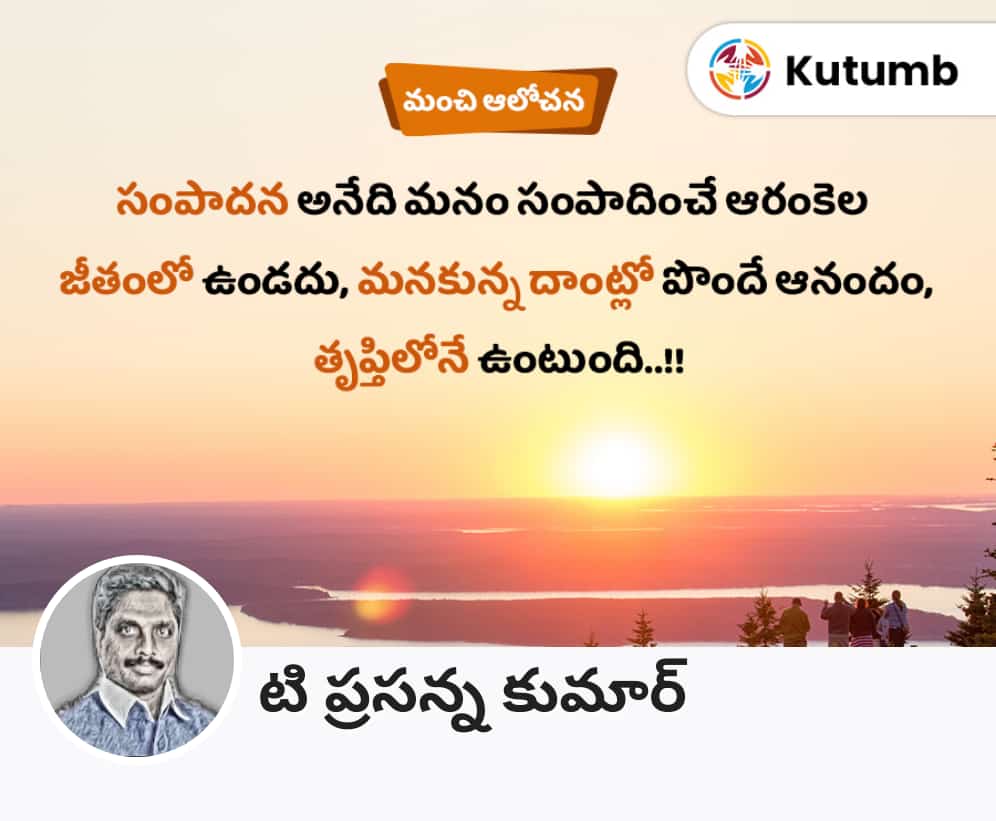 Kutumb
మంచి ఆలోచన
సంపాదన అనేది మనం సంపాదించే ఆరంకెల
జీతంలో ఉండదు, మనకున్న దాంట్లో పొందే ఆనందం,
తృప్తిలోనే ఉంటుంది..!!
టి ప్రసన్న కుమార్